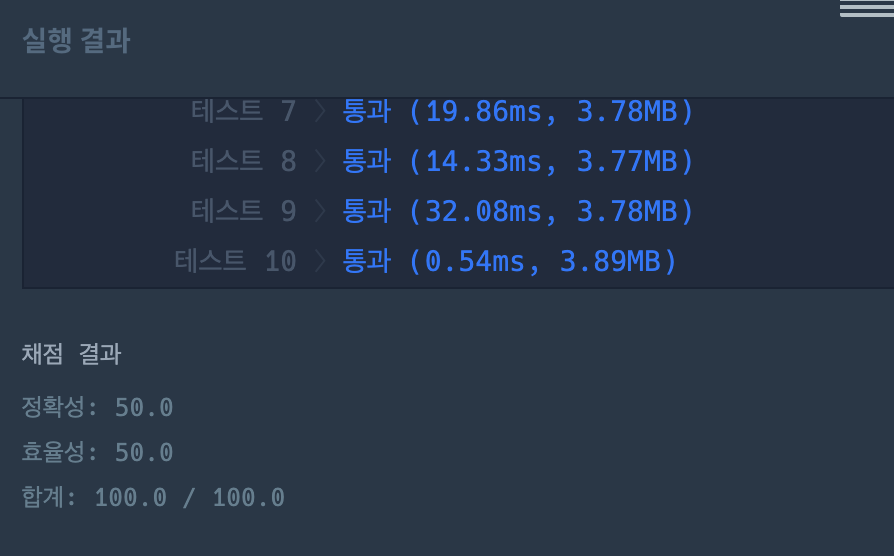 실행 결과
테스트 7 〉 통과 (19.86ms, 3.78MB)
테스트 8 〉 통과 (14.33ms, 3.77MB)
테스트 9 〉 통과 (32.08ms, 3.78MB)
테스트 10 〉 통과 (0.54ms, 3.89MB)
채점 결과
정확성: 50.0
효율성: 50.0
합계: 100.0 / 100.0